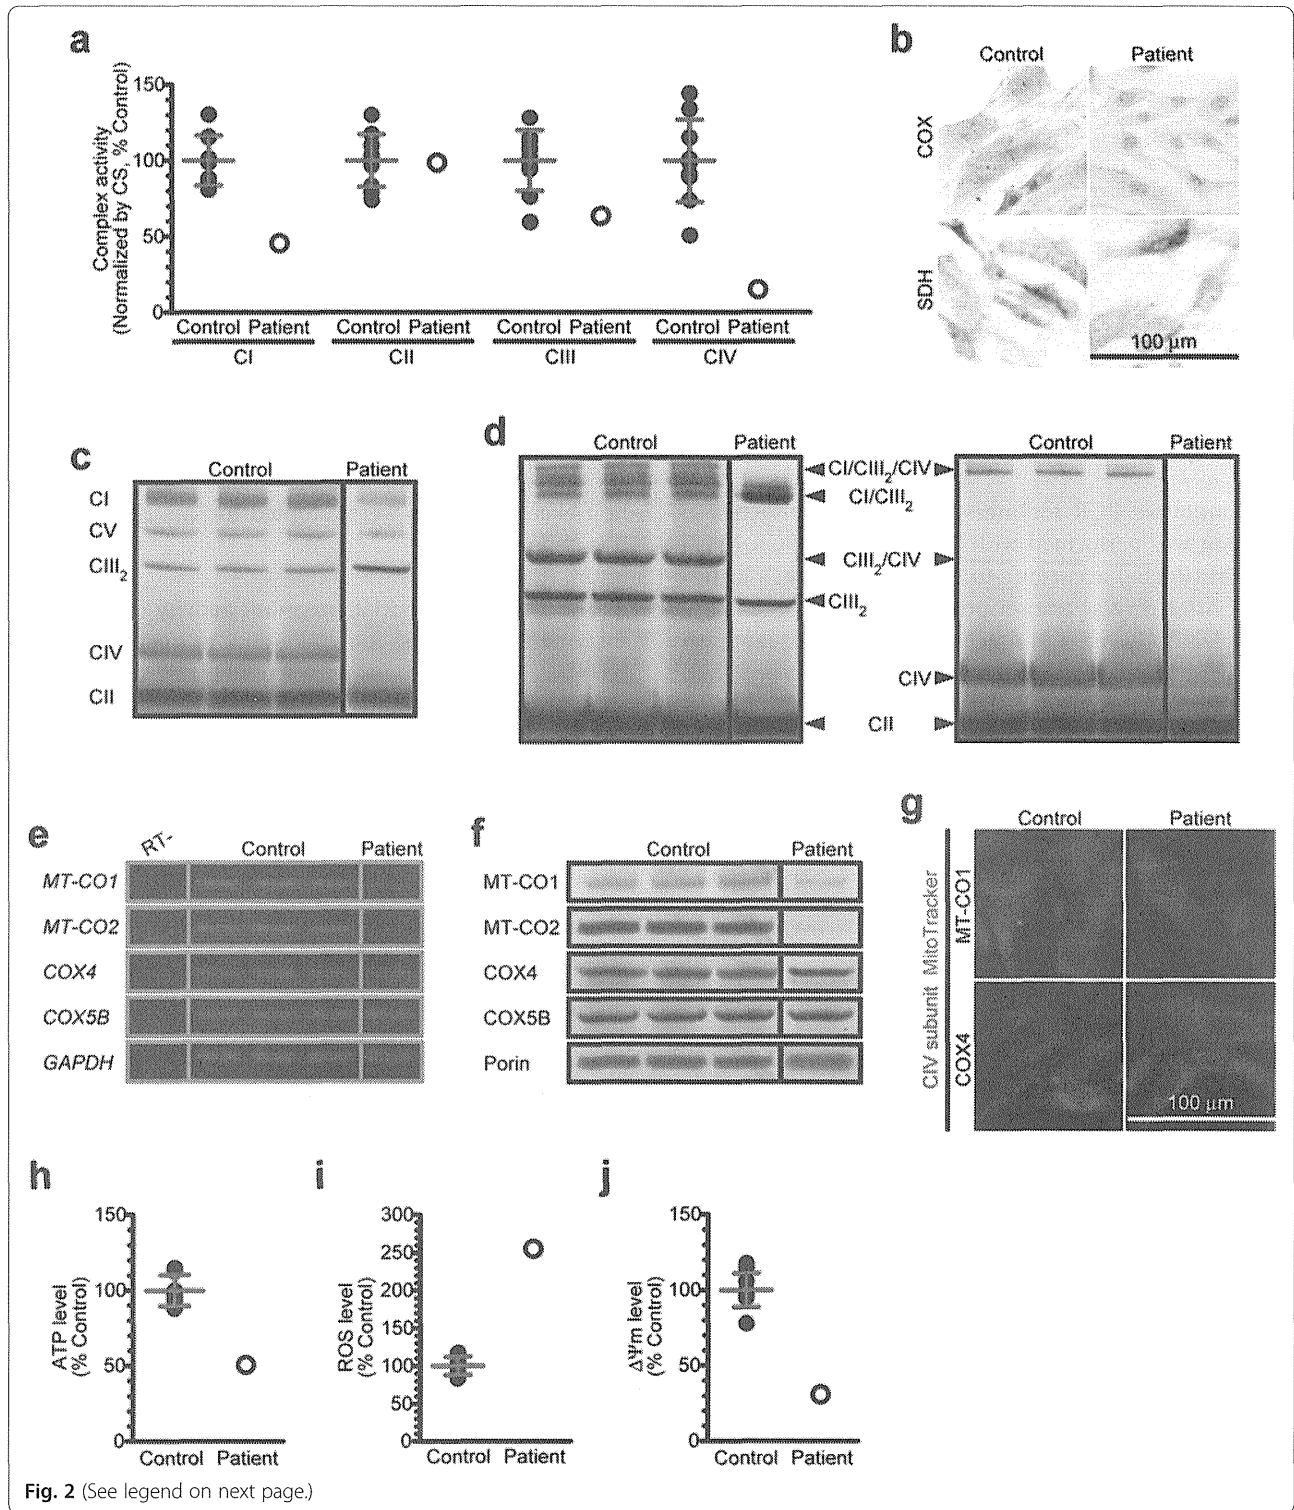 a
Complex activity
(Normalized by CS, % Control)
150
100
50
0
Control Patient
CI
Control Patient
CII
Control Patient
CIII
Control Patient
CIV
b
Control Patient
COX
SDH
100 µm
c
Control Patient
CI
CV
CIII₂
CIV
CII
d
Control Patient
CI/CIII₂/CIV
CI/CIII₂
CIII₂/CIV
CIII₂
CII
Control Patient
CIV
e
RT- Control Patient
MT-CO1
MT-CO2
COX4
COX5B
GAPDH
f
Control Patient
MT-CO1
MT-CO2
COX4
COX5B
Porin
g
Control Patient
CIV subunit MitoTracker
MT-CO1
COX4
100 µm
h
ATP level
(% Control)
150
100
50
0
Control Patient
i
ROS level
(% Control)
300
250
200
150
100
50
0
Control Patient
j
ΔΨm level
(% Control)
150
100
50
0
Control Patient
Fig. 2 (See legend on next page.)